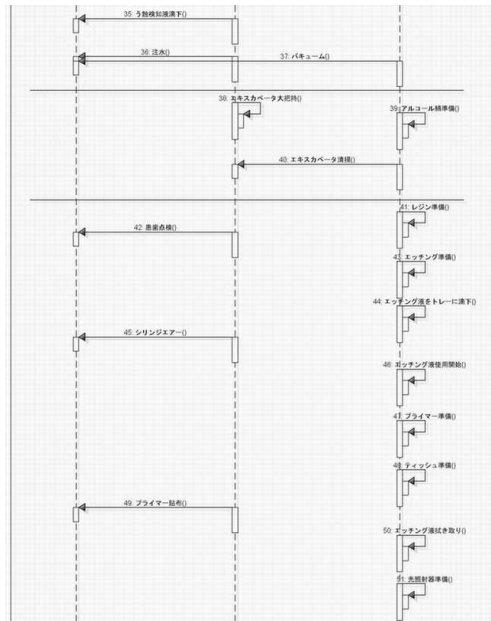 35: う蝕検知液滴下()
36: 注水()
37: バキューム()
38: エキスカベータ大把持()
39: アルコール綿準備()
40: エキスカベータ清掃()
41: レジン準備()
42: 患歯点検()
43: エッチング準備()
44: エッチング液をトレーに滴下()
45: シリンジエアー()
46: エッチング液使用開始()
47: プライマー準備()
48: ティッシュ準備()
49: プライマー貼布()
50: エッチング液拭き取り()
51: 光照射器準備()